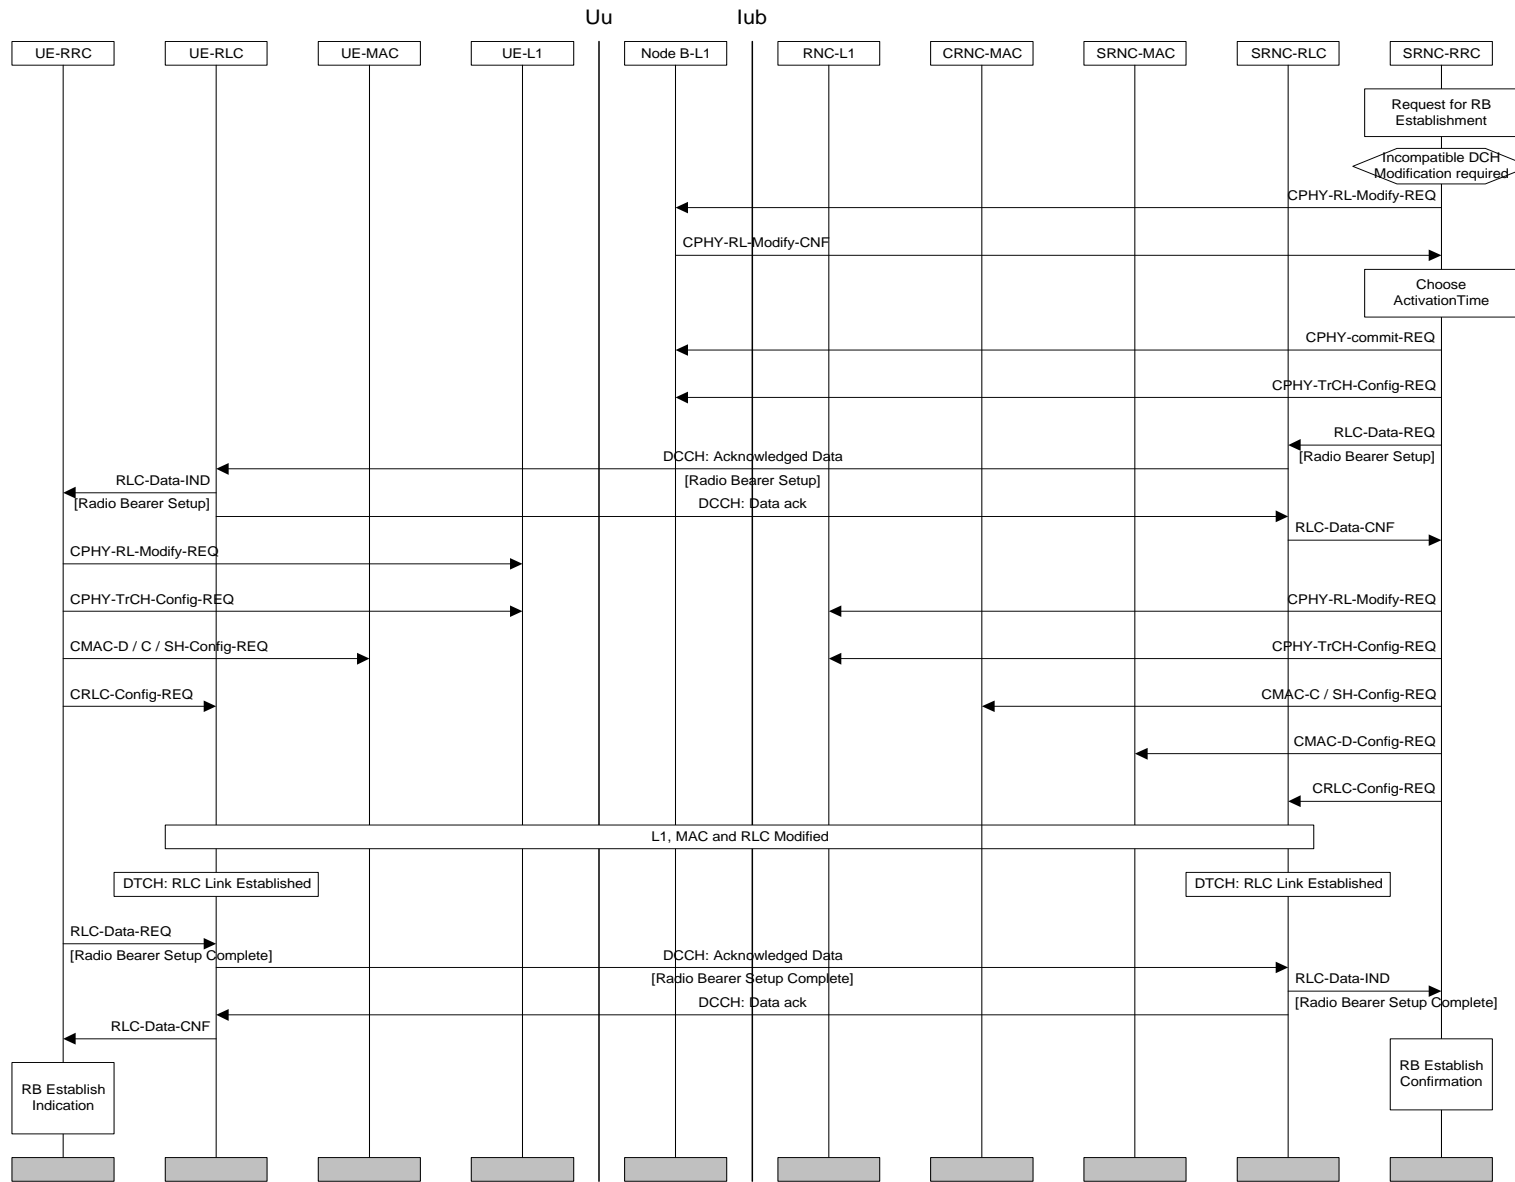 Uu
Iub
UE-RRC
UE-RLC
UE-MAC
UE-L1
Node B-L1
RNC-L1
CRNC-MAC
SRNC-MAC
SRNC-RLC
SRNC-RRC
Request for RB
Establishment
Incompatible DCH
Modification required
CPHY-RL-Modify-REQ
CPHY-RL-Modify-CNF
Choose
ActivationTime
CPHY-commit-REQ
CPHY-TrCH-Config-REQ
RLC-Data-REQ
[Radio Bearer Setup]
DCCH: Acknowledged Data
[Radio Bearer Setup]
RLC-Data-IND
[Radio Bearer Setup]
DCCH: Data ack
RLC-Data-CNF
CPHY-RL-Modify-REQ
CPHY-TrCH-Config-REQ
CPHY-RL-Modify-REQ
CMAC-D / C / SH-Config-REQ
CPHY-TrCH-Config-REQ
CRLC-Config-REQ
CMAC-C / SH-Config-REQ
CMAC-D-Config-REQ
CRLC-Config-REQ
L1, MAC and RLC Modified
DTCH: RLC Link Established
DTCH: RLC Link Established
RLC-Data-REQ
[Radio Bearer Setup Complete]
DCCH: Acknowledged Data
[Radio Bearer Setup Complete]
RLC-Data-IND
[Radio Bearer Setup Complete]
DCCH: Data ack
RLC-Data-CNF
RB Establish
Indication
RB Establish
Confirmation